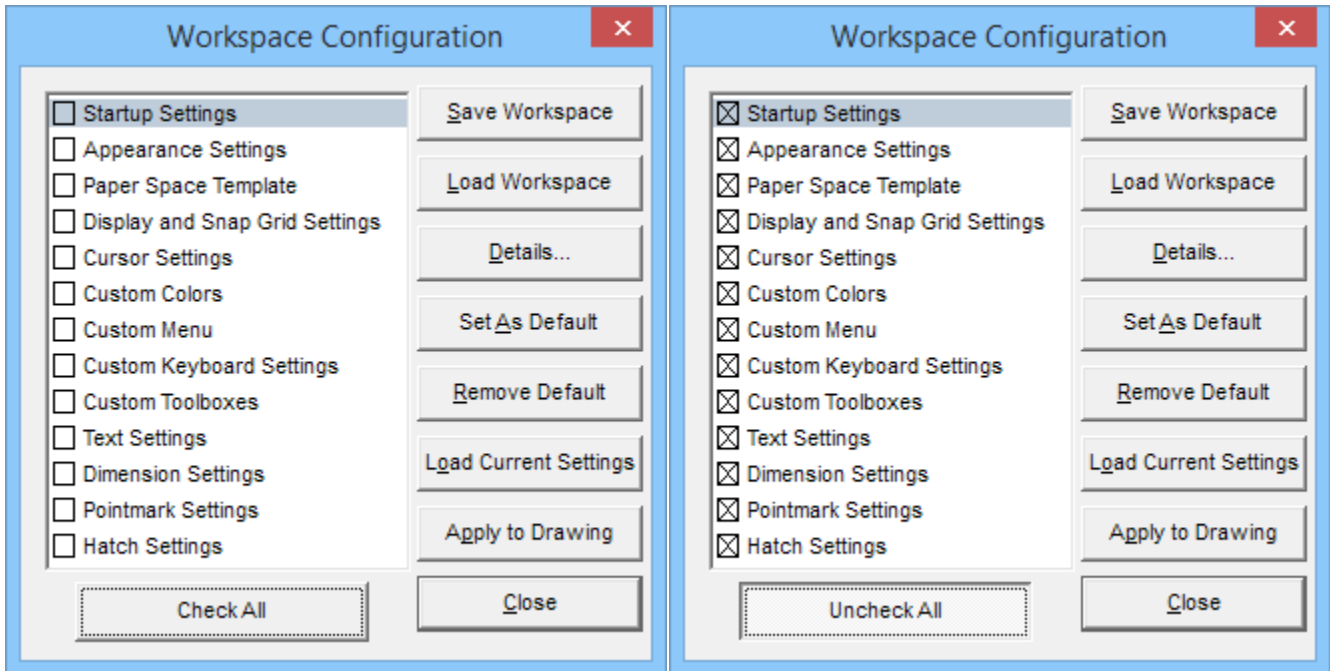 Workspace Configuration
Startup Settings
Appearance Settings
Paper Space Template
Display and Snap Grid Settings
Cursor Settings
Custom Colors
Custom Menu
Custom Keyboard Settings
Custom Toolboxes
Text Settings
Dimension Settings
Pointmark Settings
Hatch Settings
Check All
Save Workspace
Load Workspace
Details...
Set As Default
Remove Default
Load Current Settings
Apply to Drawing
Close
Workspace Configuration
Startup Settings
Appearance Settings
Paper Space Template
Display and Snap Grid Settings
Cursor Settings
Custom Colors
Custom Menu
Custom Keyboard Settings
Custom Toolboxes
Text Settings
Dimension Settings
Pointmark Settings
Hatch Settings
Uncheck All
Save Workspace
Load Workspace
Details...
Set As Default
Remove Default
Load Current Settings
Apply to Drawing
Close